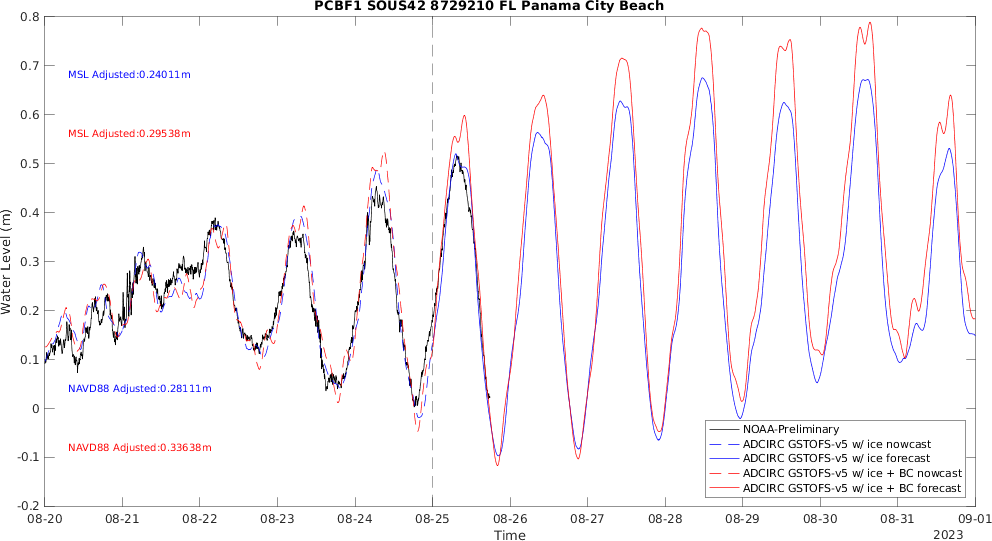 PCBF1 SOUS42 8729210 FL Panama City Beach
0.8
0.7
0.6
0.5
0.4
0.3
0.2
0.1
0
-0.1
-0.2
Water Level (m)
MSL Adjusted:0.24011m
MSL Adjusted:0.29538m
NAVD88 Adjusted:0.28111m
NAVD88 Adjusted:0.33638m
NOAA-Preliminary
ADCIRC GSTOFS-v5 w/ ice nowcast
ADCIRC GSTOFS-v5 w/ ice forecast
ADCIRC GSTOFS-v5 w/ ice + BC nowcast
ADCIRC GSTOFS-v5 w/ ice + BC forecast
08-20 08-21 08-22 08-23 08-24 08-25 08-26 08-27 08-28 08-29 08-30 08-31 09-01
Time
2023